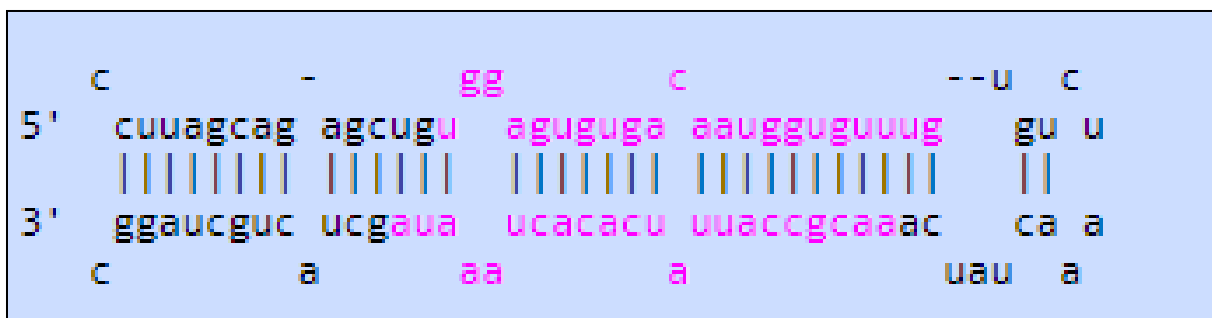 c        -      gg       c           --u  c
5'  cuuagcag agcugu  aguguga aaugguguuug   gu u
    |||||||| ||||||  ||||||| |||||||||||   ||
3'  ggaucguc ucgaua  ucacacu uuaccgcaaac   ca a
   c        a      aa       a           uau  a